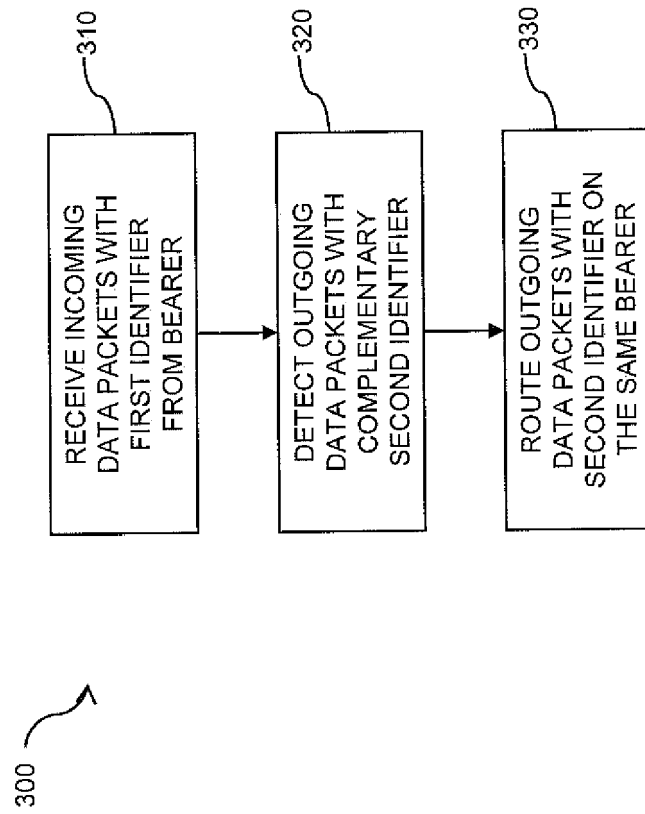 300
RECEIVE INCOMING
DATA PACKETS WITH
FIRST IDENTIFIER
FROM BEARER
310
DETECT OUTGOING
DATA PACKETS WITH
COMPLEMENTARY
SECOND IDENTIFIER
320
ROUTE OUTGOING
DATA PACKETS WITH
SECOND IDENTIFIER ON
THE SAME BEARER
330